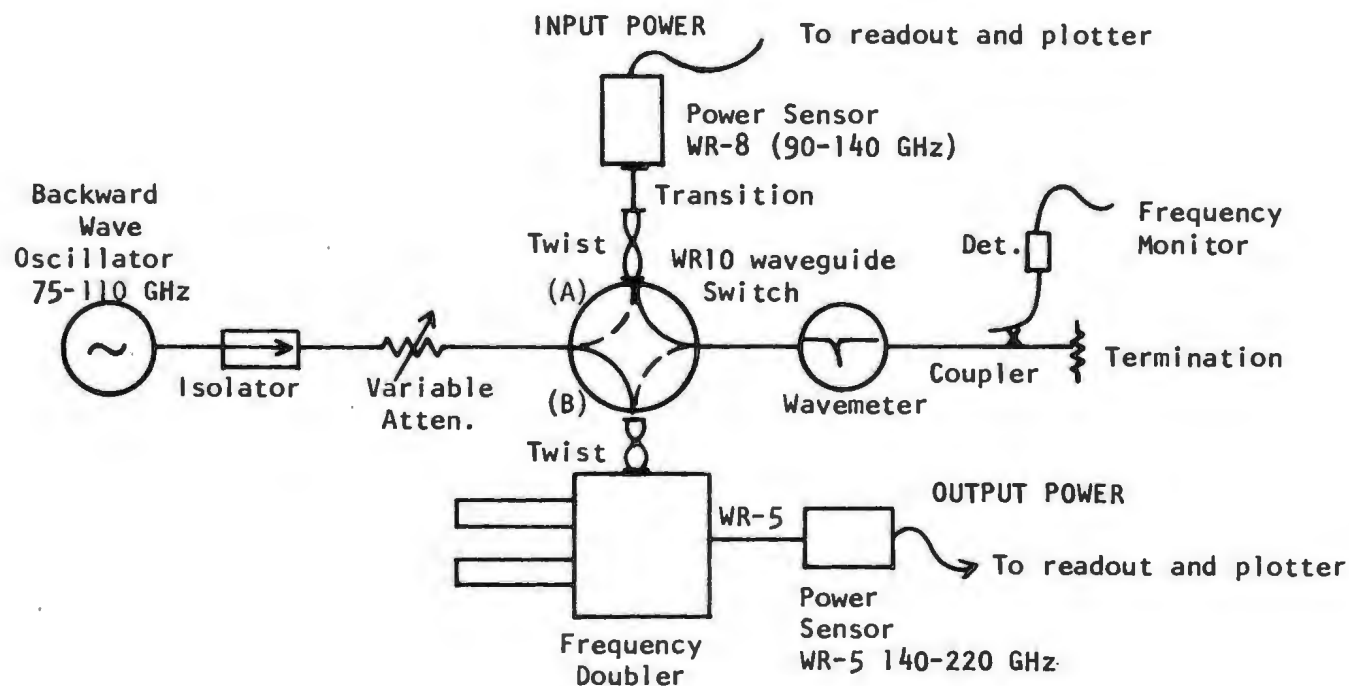 INPUT POWER
To readout and plotter
Power Sensor
WR-8 (90-140 GHz)
Transition
Twist
Backward
Wave
Oscillator
75-110 GHz
~
Isolator
Variable
Atten.
(A)
(B)
WR10 waveguide
Switch
Det.
Frequency
Monitor
Wavemeter
Coupler
Termination
Twist
Frequency
Doubler
WR-5
OUTPUT POWER
To readout and plotter
Power
Sensor
WR-5 140-220 GHz